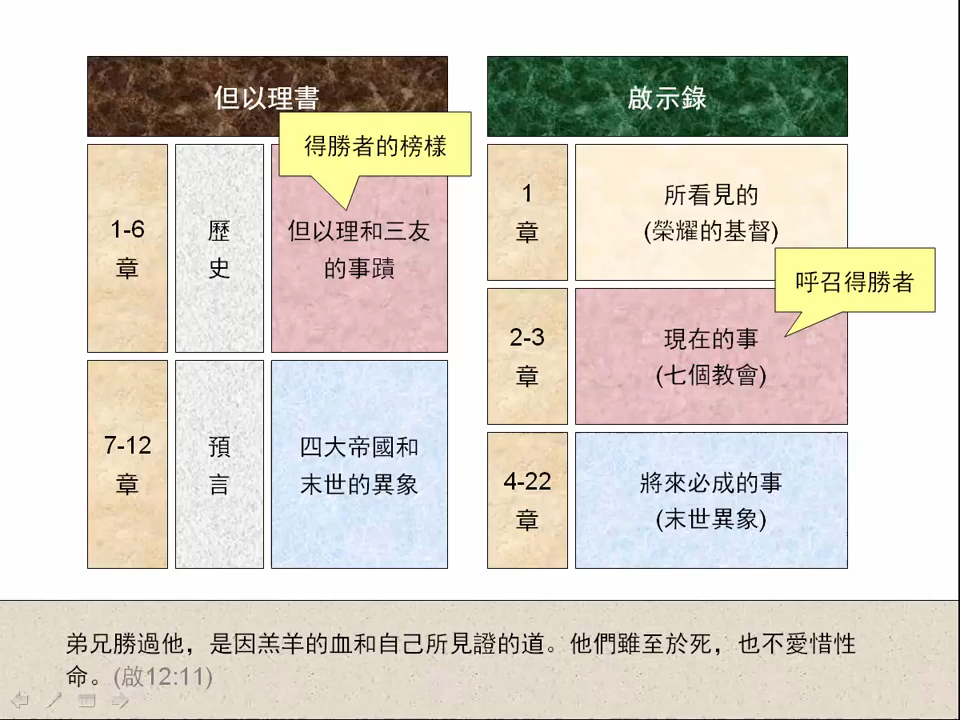 但以理書
得勝者的榜樣
1-6
章
歷
史
但以理和三友
的事蹟
7-12
章
預
言
四大帝國和
末世的異象
啟示錄
1
章
所看見的
(榮耀的基督)
呼召得勝者
2-3
章
現在的事
(七個教會)
4-22
章
將來必成的事
(末世異象)
弟兄勝過他，是因羔羊的血和自己所見證的道。他們雖至於死，也不愛惜性
命。(啟12:11)